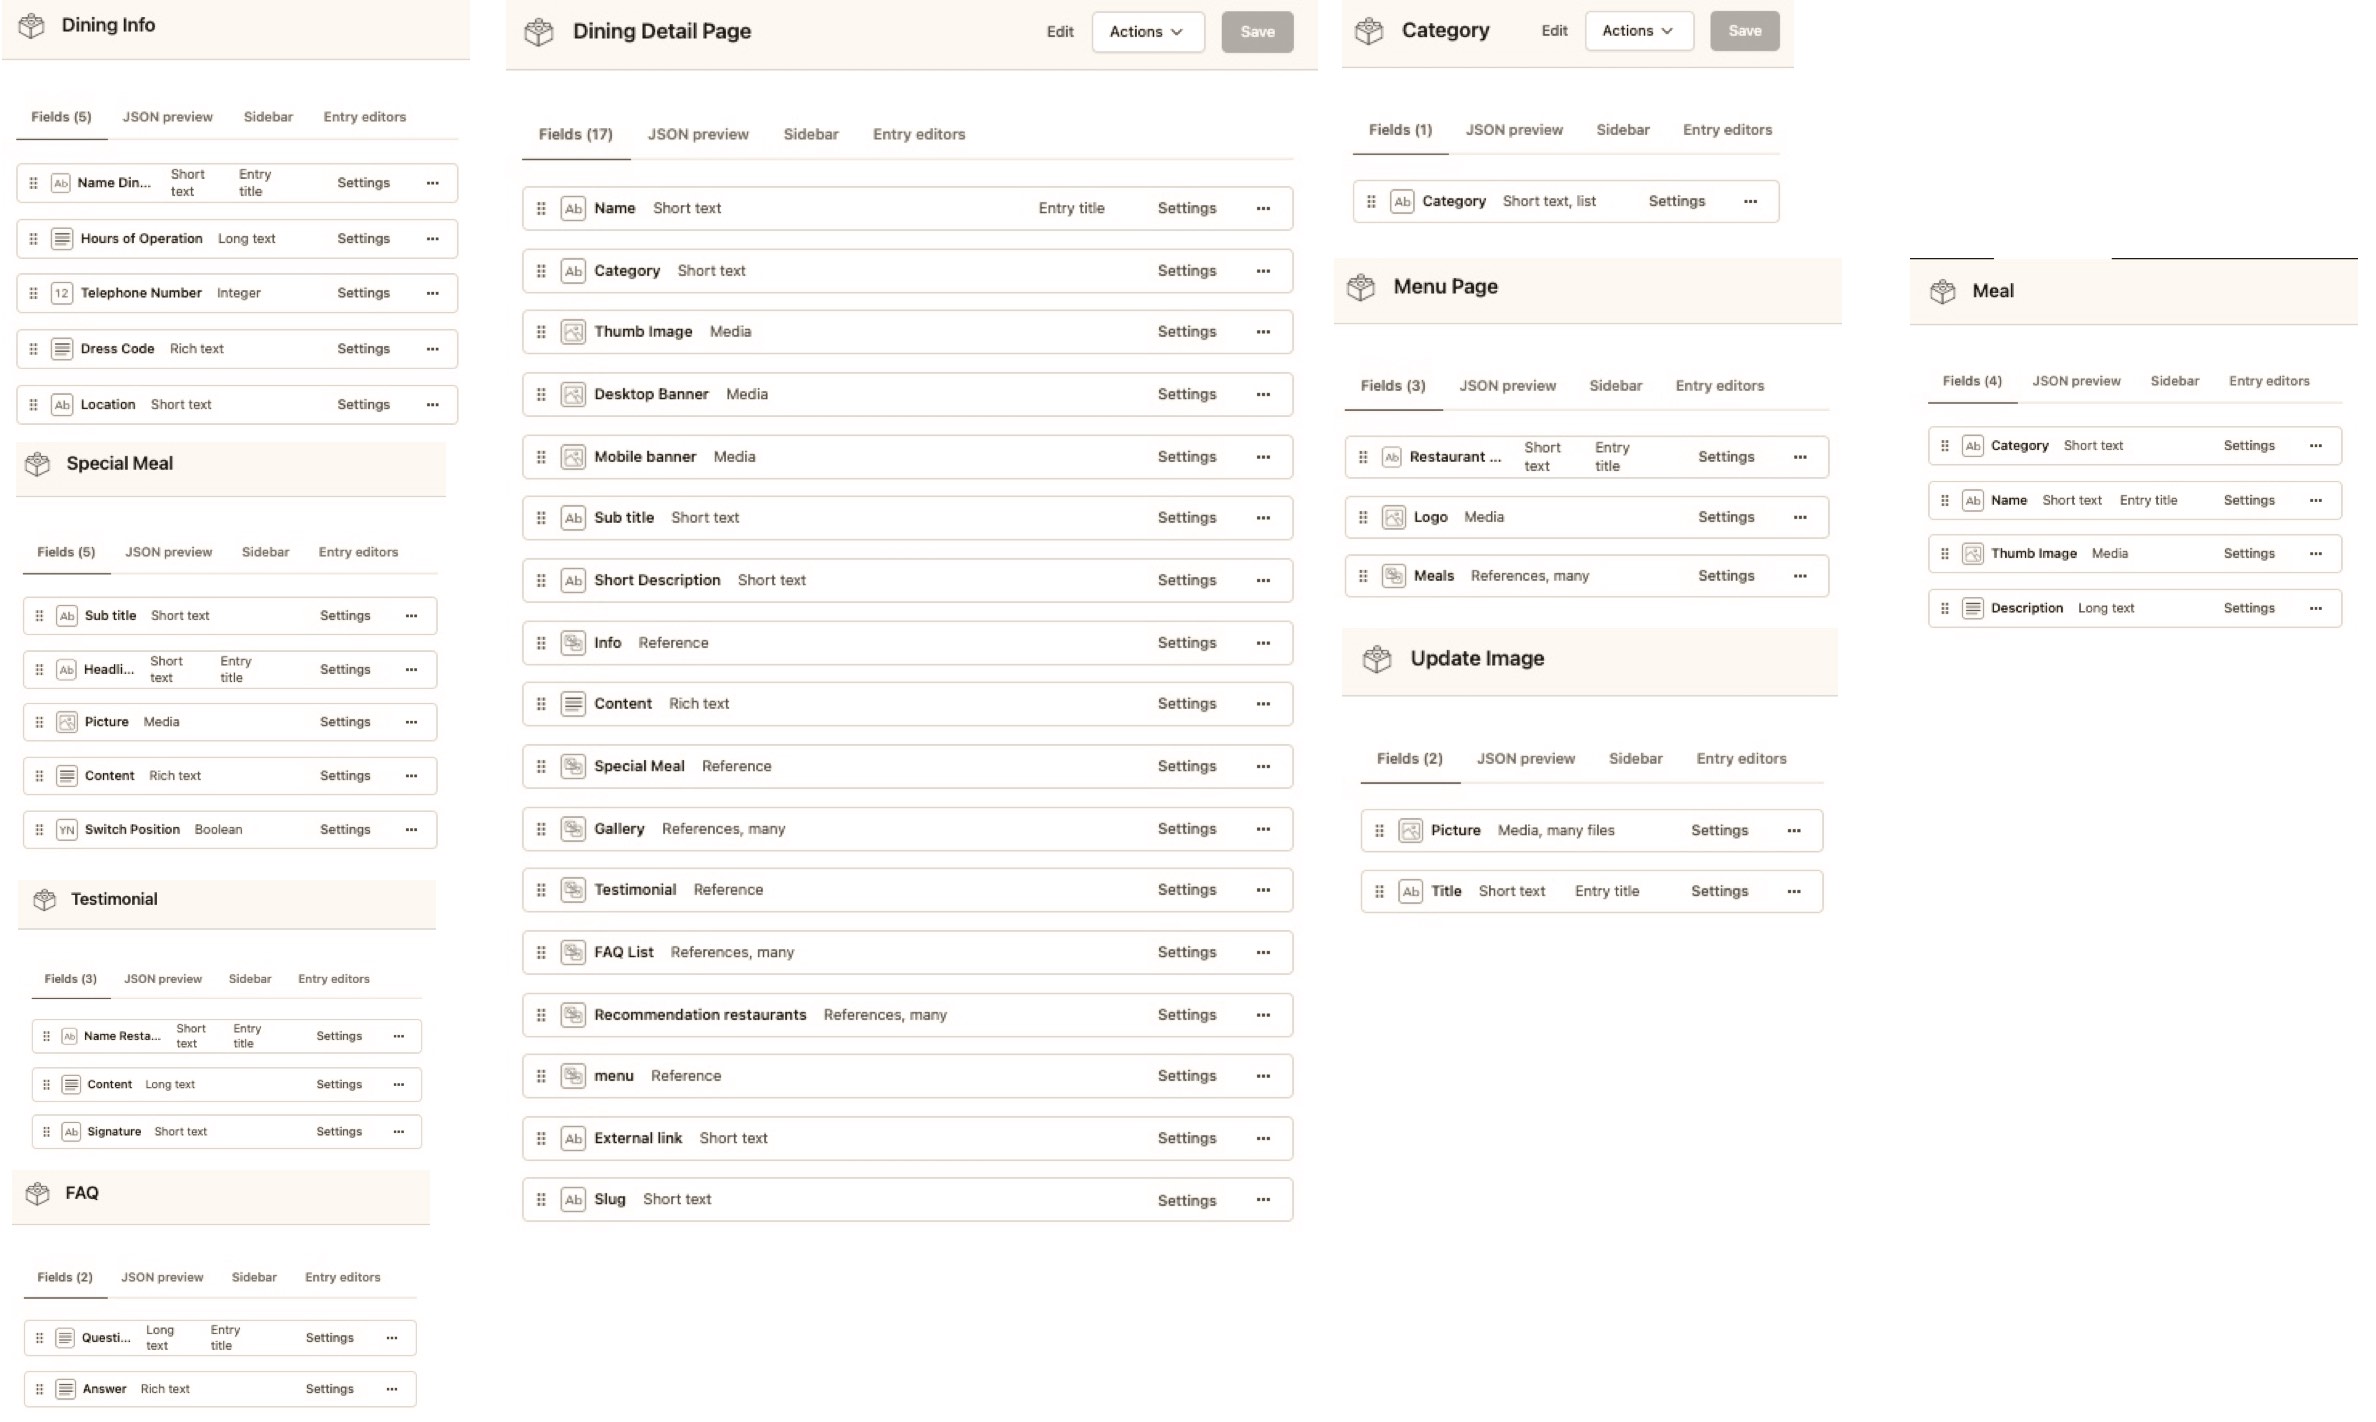 Dining Info
Fields (5) JSON preview Sidebar Entry editors
Ab Name Din... Short text Entry title Settings ...
Hours of Operation Long text Settings ...
12 Telephone Number Integer Settings ...
Dress Code Rich text Settings ...
Ab Location Short text Settings ...
Special Meal
Fields (5) JSON preview Sidebar Entry editors
Ab Sub title Short text Settings ...
Ab Headli... Short text Entry title Settings ...
Picture Media Settings ...
Content Rich text Settings ...
YN Switch Position Boolean Settings ...
Testimonial
Fields (3) JSON preview Sidebar Entry editors
Ab Name Resta... Short text Entry title Settings ...
Content Long text Settings ...
Ab Signature Short text Settings ...
FAQ
Fields (2) JSON preview Sidebar Entry editors
Questi... Long text Entry title Settings ...
Answer Rich text Settings ...
Dining Detail Page Edit Actions Save
Fields (17) JSON preview Sidebar Entry editors
Ab Name Short text Entry title Settings ...
Ab Category Short text Settings ...
Thumb Image Media Settings ...
Desktop Banner Media Settings ...
Mobile banner Media Settings ...
Ab Sub title Short text Settings ...
Ab Short Description Short text Settings ...
Info Reference Settings ...
Content Rich text Settings ...
Special Meal Reference Settings ...
Gallery References, many Settings ...
Testimonial Reference Settings ...
FAQ List References, many Settings ...
Recommendation restaurants References, many Settings ...
menu Reference Settings ...
Ab External link Short text Settings ...
Ab Slug Short text Settings ...
Category Edit Actions Save
Fields (1) JSON preview Sidebar Entry editors
Ab Category Short text, list Settings ...
Menu Page
Fields (3) JSON preview Sidebar Entry editors
Ab Restaurant ... Short text Entry title Settings ...
Logo Media Settings ...
Meals References, many Settings ...
Update Image
Fields (2) JSON preview Sidebar Entry editors
Picture Media, many files Settings ...
Ab Title Short text Entry title Settings ...
Meal
Fields (4) JSON preview Sidebar Entry editors
Ab Category Short text Settings ...
Ab Name Short text Entry title Settings ...
Thumb Image Media Settings ...
Description Long text Settings ...